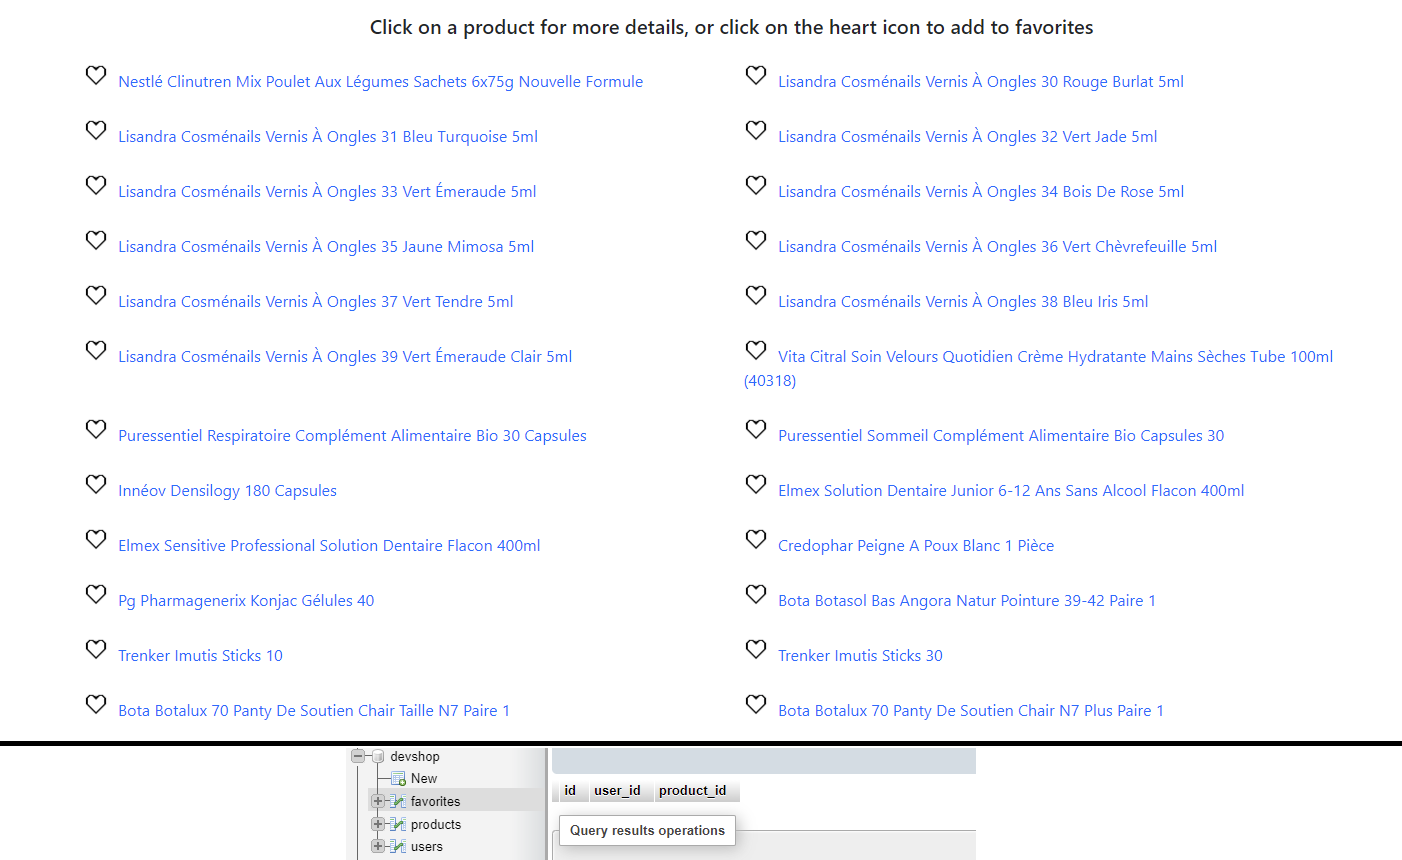 Click on a product for more details, or click on the heart icon to add to favorites
Nestlé Clinutren Mix Poulet Aux Légumes Sachets 6x75g Nouvelle Formule
Lisandra Cosménails Vernis À Ongles 30 Rouge Burlat 5ml
Lisandra Cosménails Vernis À Ongles 31 Bleu Turquoise 5ml
Lisandra Cosménails Vernis À Ongles 32 Vert Jade 5ml
Lisandra Cosménails Vernis À Ongles 33 Vert Émeraude 5ml
Lisandra Cosménails Vernis À Ongles 34 Bois De Rose 5ml
Lisandra Cosménails Vernis À Ongles 35 Jaune Mimosa 5ml
Lisandra Cosménails Vernis À Ongles 36 Vert Chèvrefeuille 5ml
Lisandra Cosménails Vernis À Ongles 37 Vert Tendre 5ml
Lisandra Cosménails Vernis À Ongles 38 Bleu Iris 5ml
Lisandra Cosménails Vernis À Ongles 39 Vert Émeraude Clair 5ml
Vita Citral Soin Velours Quotidien Crème Hydratante Mains Sèches Tube 100ml
(40318)
Puressentiel Respiratoire Complément Alimentaire Bio 30 Capsules
Puressentiel Sommeil Complément Alimentaire Bio Capsules 30
Innéov Densilogy 180 Capsules
Elmex Solution Dentaire Junior 6-12 Ans Sans Alcool Flacon 400ml
Elmex Sensitive Professional Solution Dentaire Flacon 400ml
Credophar Peigne A Poux Blanc 1 Pièce
Pg Pharmagenerix Konjac Gélules 40
Bota Botasol Bas Angora Natur Pointure 39-42 Paire 1
Trenker Imutis Sticks 10
Trenker Imutis Sticks 30
Bota Botalux 70 Panty De Soutien Chair Taille N7 Paire 1
Bota Botalux 70 Panty De Soutien Chair N7 Plus Paire 1
devshop
New
favorites
products
users
id user_id product_id
Query results operations